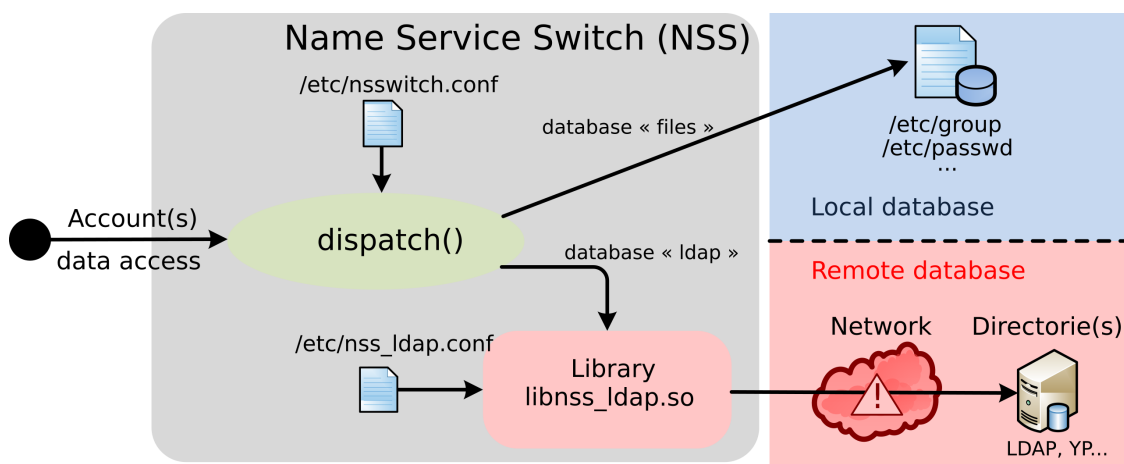 Name Service Switch (NSS)
/etc/nsswitch.conf
database « files »
/etc/group
/etc/passwd
...
Local database
Account(s)
data access
dispatch()
database « ldap »
Remote database
/etc/nss_ldap.conf
Library
libnss_ldap.so
Network
Directorie(s)
!
LDAP, YP...